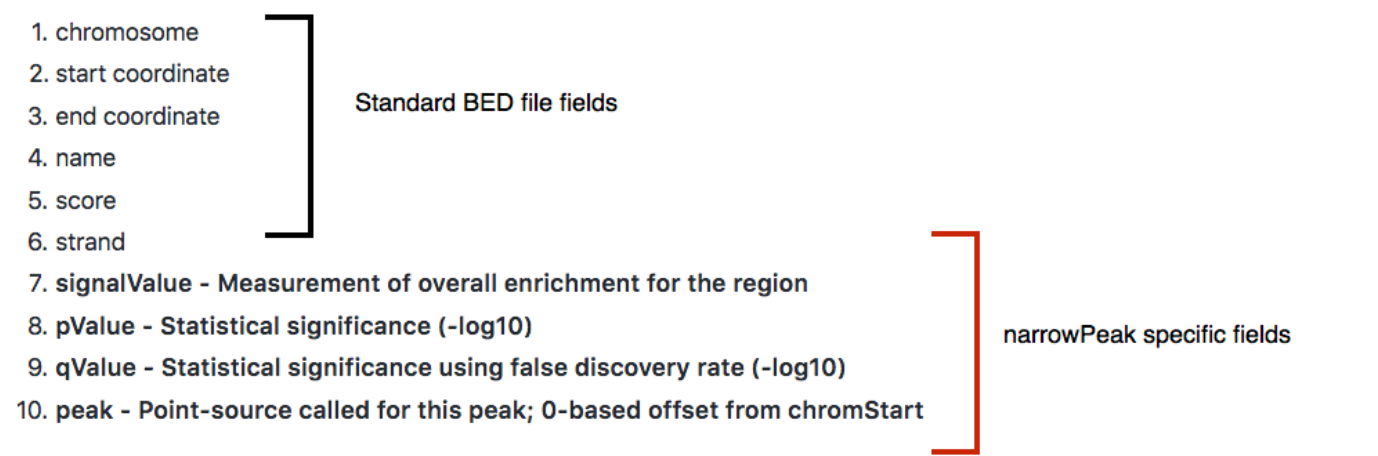 1. chromosome
2. start coordinate
3. end coordinate
4. name
5. score
6. strand
Standard BED file fields
7. signalValue - Measurement of overall enrichment for the region
8. pValue - Statistical significance (-log10)
9. qValue - Statistical significance using false discovery rate (-log10)
10. peak - Point-source called for this peak; 0-based offset from chromStart
narrowPeak specific fields